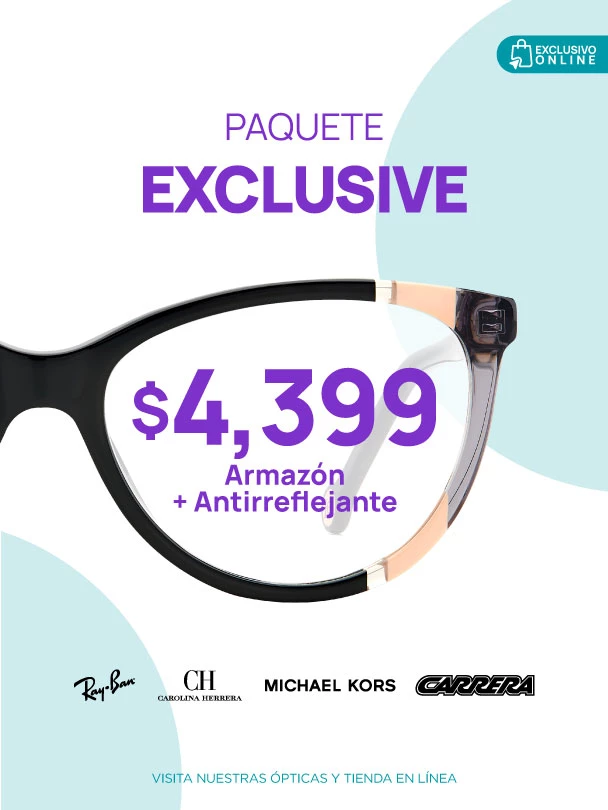 EXCLUSIVO
ONLINE
PAQUETE
EXCLUSIVE
$4,399
Armazón
+ Antirreflejante
Ray-Ban
CH
CAROLINA HERRERA
MICHAEL KORS
CARRERA
VISITA NUESTRAS ÓPTICAS Y TIENDA EN LÍNEA